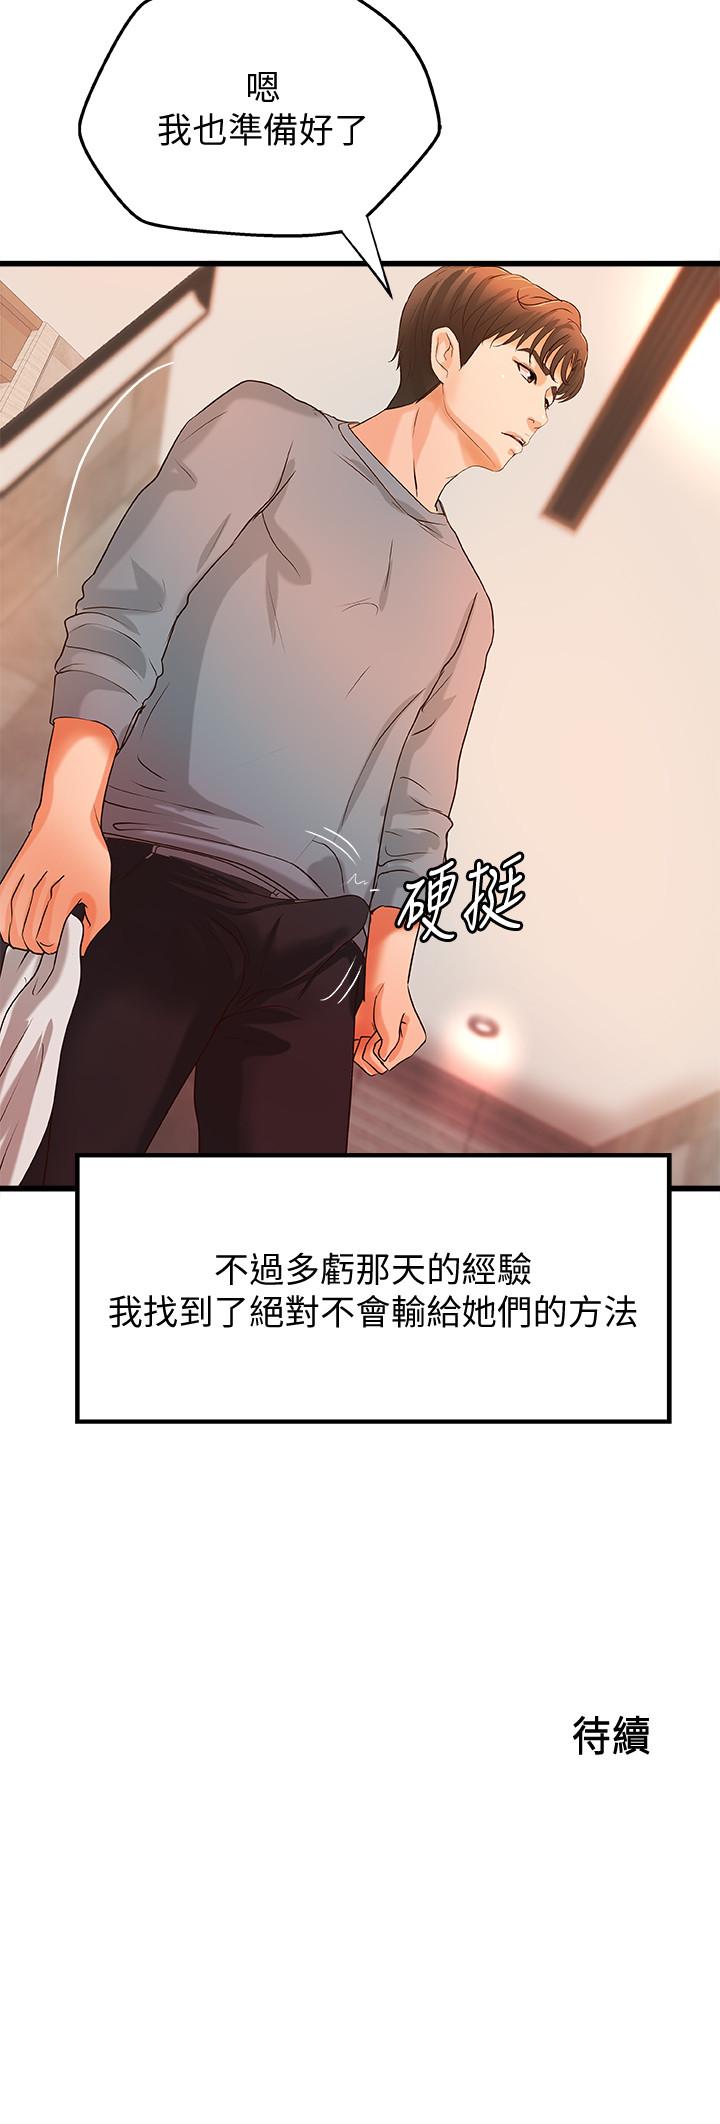 嗯
我也準備好了
硬挺
不過多虧那天的經驗
我找到了絕對不會輸給她們的方法
待續